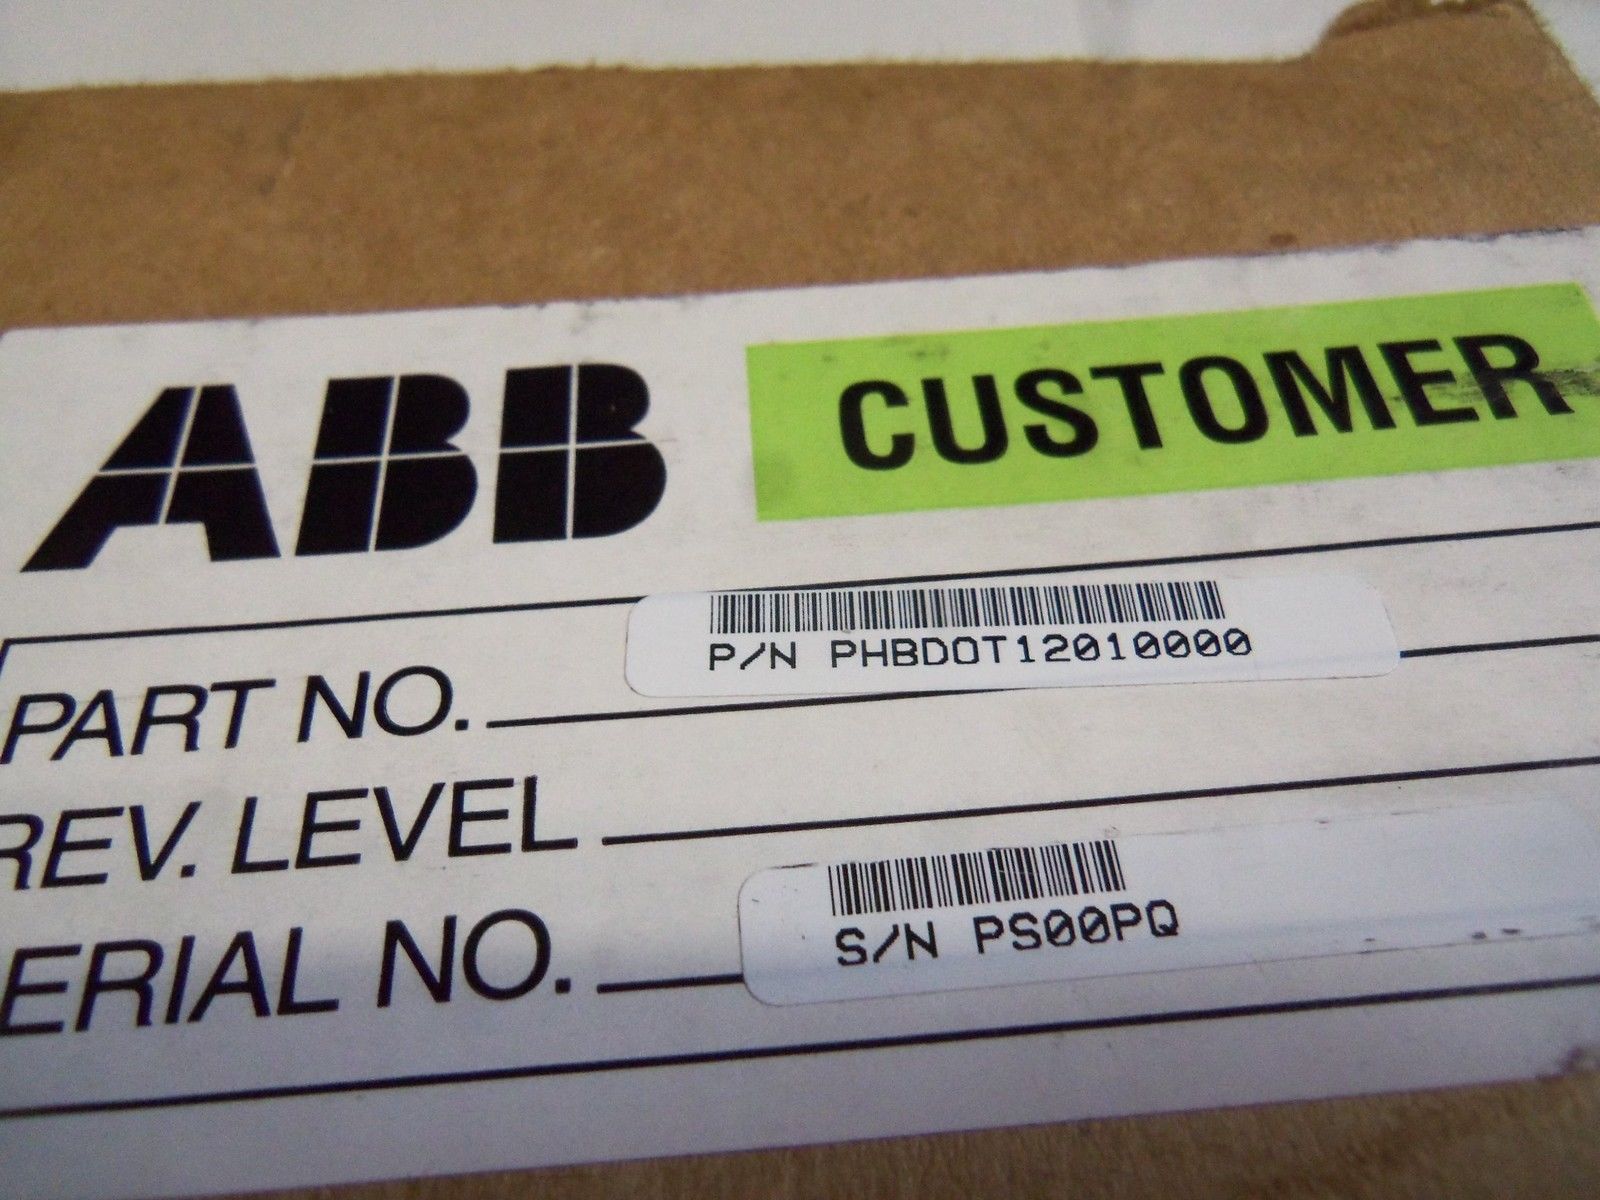 ABB CUSTOMER
PART NO. P/N PHBDOT12010000
REV. LEVEL
ERIAL NO. S/N PS00PQ